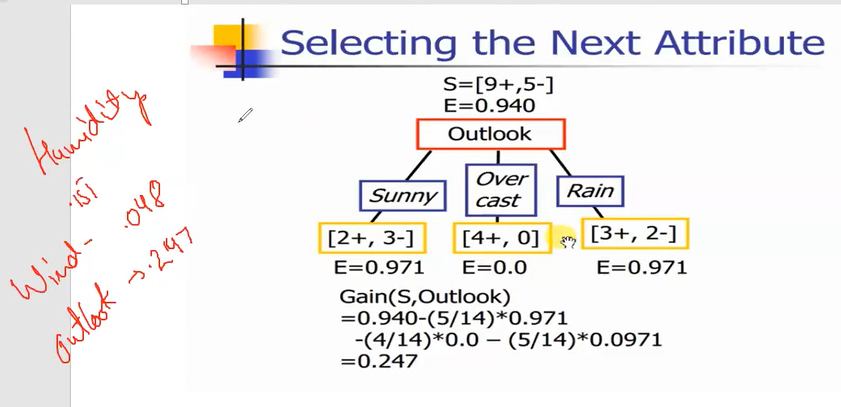 Selecting the Next Attribute
S=[9+,5-]
E=0.940
Outlook
Sunny
Over
cast
Rain
[2+, 3-]
[4+, 0]
[3+, 2-]
E=0.971
E=0.0
E=0.971
Gain(S,Outlook)
=0.940-(5/14)*0.971
-(4/14)*0.0 – (5/14)*0.0971
=0.247
Humidity
.151
Wind- .048
Outlook → .247